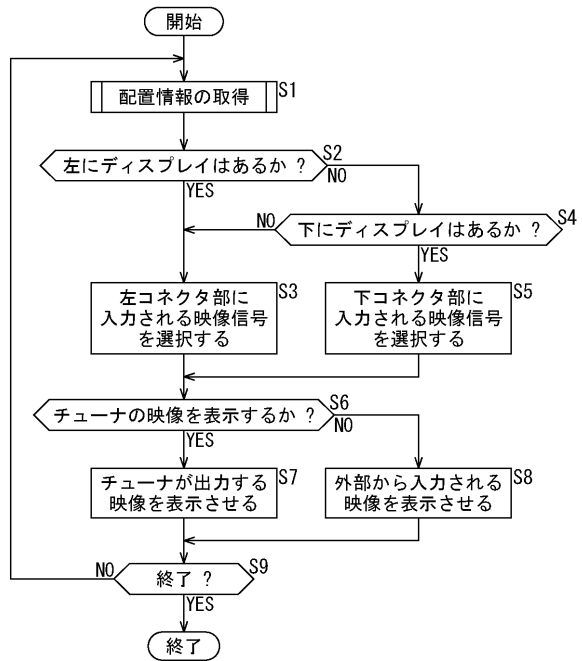 開始
配置情報の取得
S1
左にディスプレイはあるか ?
S2
NO
YES
NO
下にディスプレイはあるか ?
S4
YES
左コネクタ部に
入力される映像信号
を選択する
S3
下コネクタ部に
入力される映像信号
を選択する
S5
チューナの映像を表示するか ?
S6
NO
YES
チューナが出力する
映像を表示させる
S7
外部から入力される
映像を表示させる
S8
NO
終了 ?
S9
YES
終了